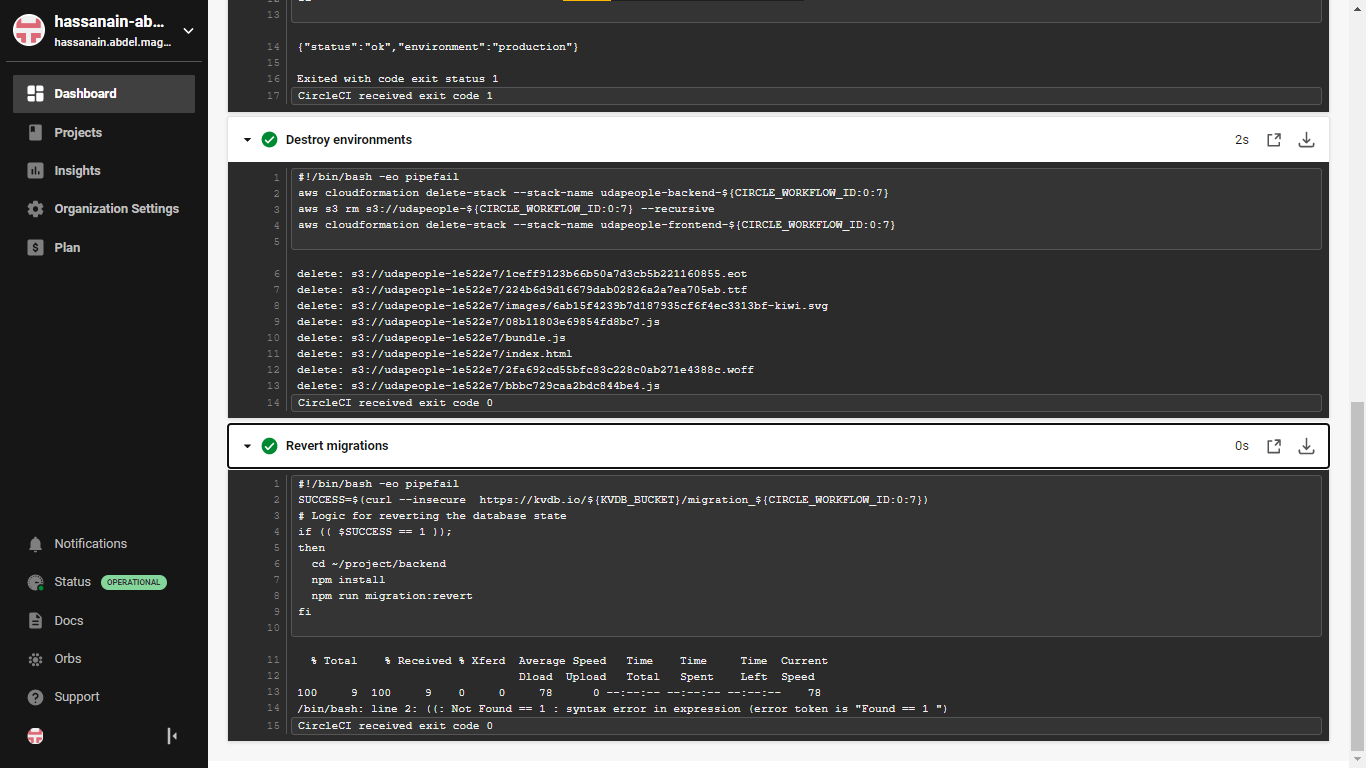 hassanain-ab...
hassanain.abdel.mag...
Dashboard
Projects
Insights
Organization Settings
Plan
Notifications
Status OPERATIONAL
Docs
Orbs
Support
13
14 {"status":"ok","environment":"production"}
15
16 Exited with code exit status 1
17 CircleCI received exit code 1
Destroy environments 2s
1 #!/bin/bash -eo pipefail
2 aws cloudformation delete-stack --stack-name udapeople-backend-${CIRCLE_WORKFLOW_ID:0:7}
3 aws s3 rm s3://udapeople-${CIRCLE_WORKFLOW_ID:0:7} --recursive
4 aws cloudformation delete-stack --stack-name udapeople-frontend-${CIRCLE_WORKFLOW_ID:0:7}
5
6 delete: s3://udapeople-1e522e7/1ceff9123b66b50a7d3cb5b221160855.eot
7 delete: s3://udapeople-1e522e7/224b6d9d16679dab02826a2a7ea705eb.ttf
8 delete: s3://udapeople-1e522e7/images/6ab15f4239b7d187935cf6f4ec3313bf-kiwi.svg
9 delete: s3://udapeople-1e522e7/08b11803e69854fd8bc7.js
10 delete: s3://udapeople-1e522e7/bundle.js
11 delete: s3://udapeople-1e522e7/index.html
12 delete: s3://udapeople-1e522e7/2fa692cd55bfc83c228c0ab271e4388c.woff
13 delete: s3://udapeople-1e522e7/bbbc729caa2bdc844be4.js
14 CircleCI received exit code 0
Revert migrations 0s
1 #!/bin/bash -eo pipefail
2 SUCCESS=$(curl --insecure  https://kvdb.io/${KVDB_BUCKET}/migration_${CIRCLE_WORKFLOW_ID:0:7})
3 # Logic for reverting the database state
4 if (( $SUCCESS == 1 ));
5 then
6   cd ~/project/backend
7   npm install
8   npm run migration:revert
9 fi
10
11   % Total    % Received % Xferd  Average Speed   Time    Time     Time  Current
12                                  Dload  Upload   Total   Spent    Left  Speed
13 100     9  100     9    0     0     78      0 --:--:-- --:--:-- --:--:--    78
14 /bin/bash: line 2: ((: Not Found == 1 : syntax error in expression (error token is "Found == 1 ")
15 CircleCI received exit code 0